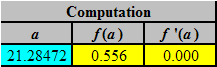 Computation
a f(a) f '(a)
21.28472 0.556 0.000